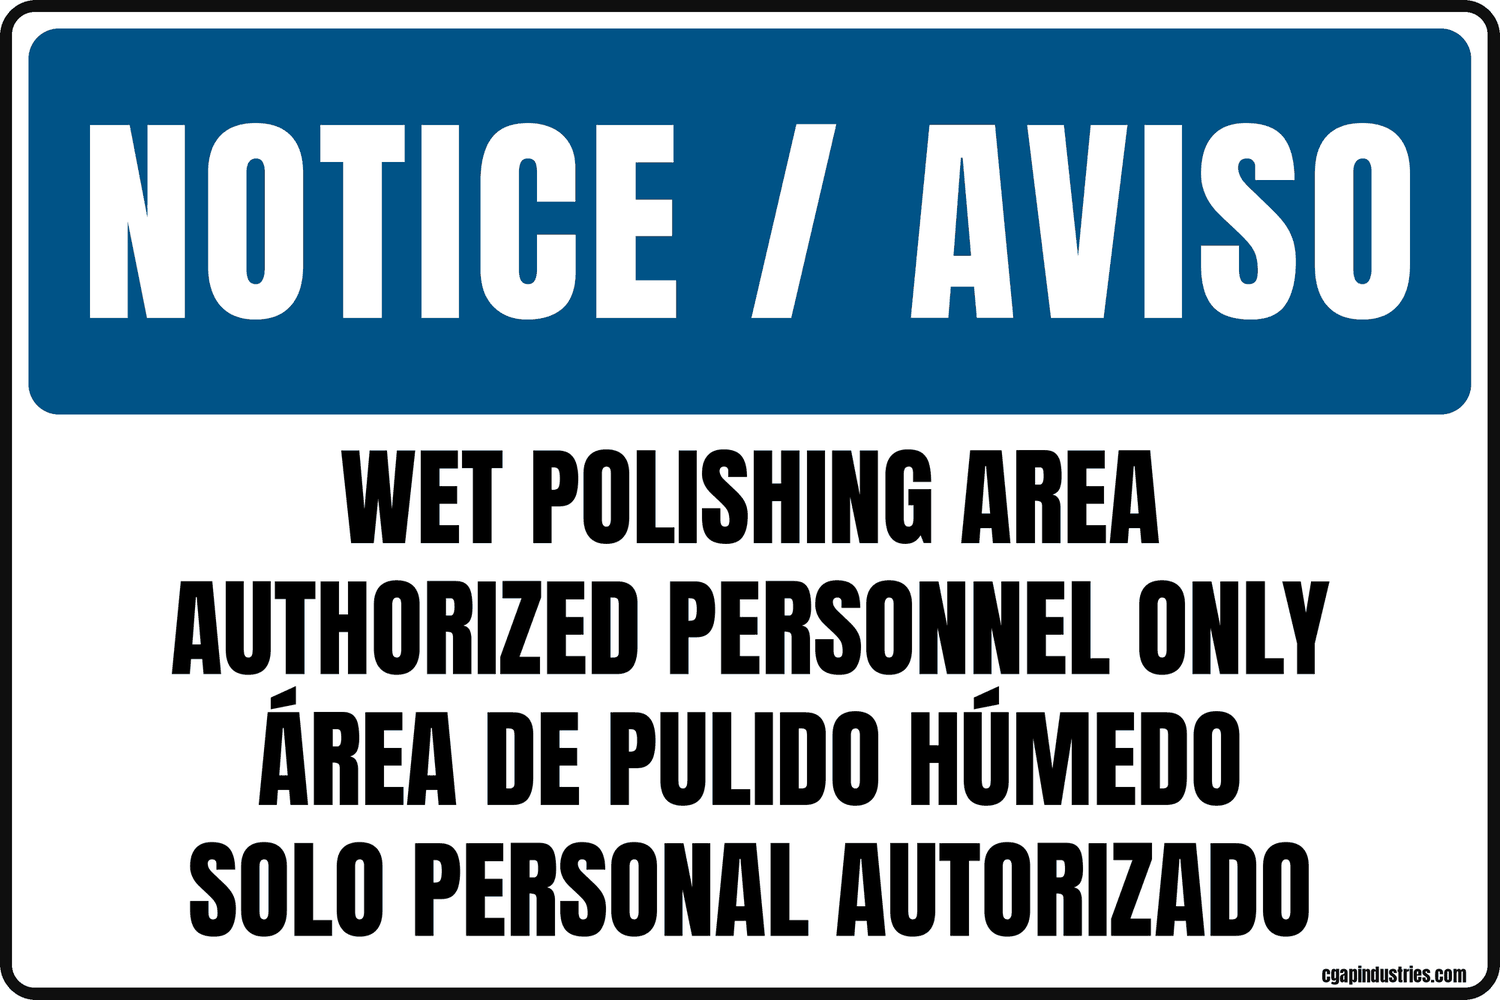 NOTICE / AVISO
WET POLISHING AREA
AUTHORIZED PERSONNEL ONLY
ÁREA DE PULIDO HÚMEDO
SOLO PERSONAL AUTORIZADO
cgapindustries.com